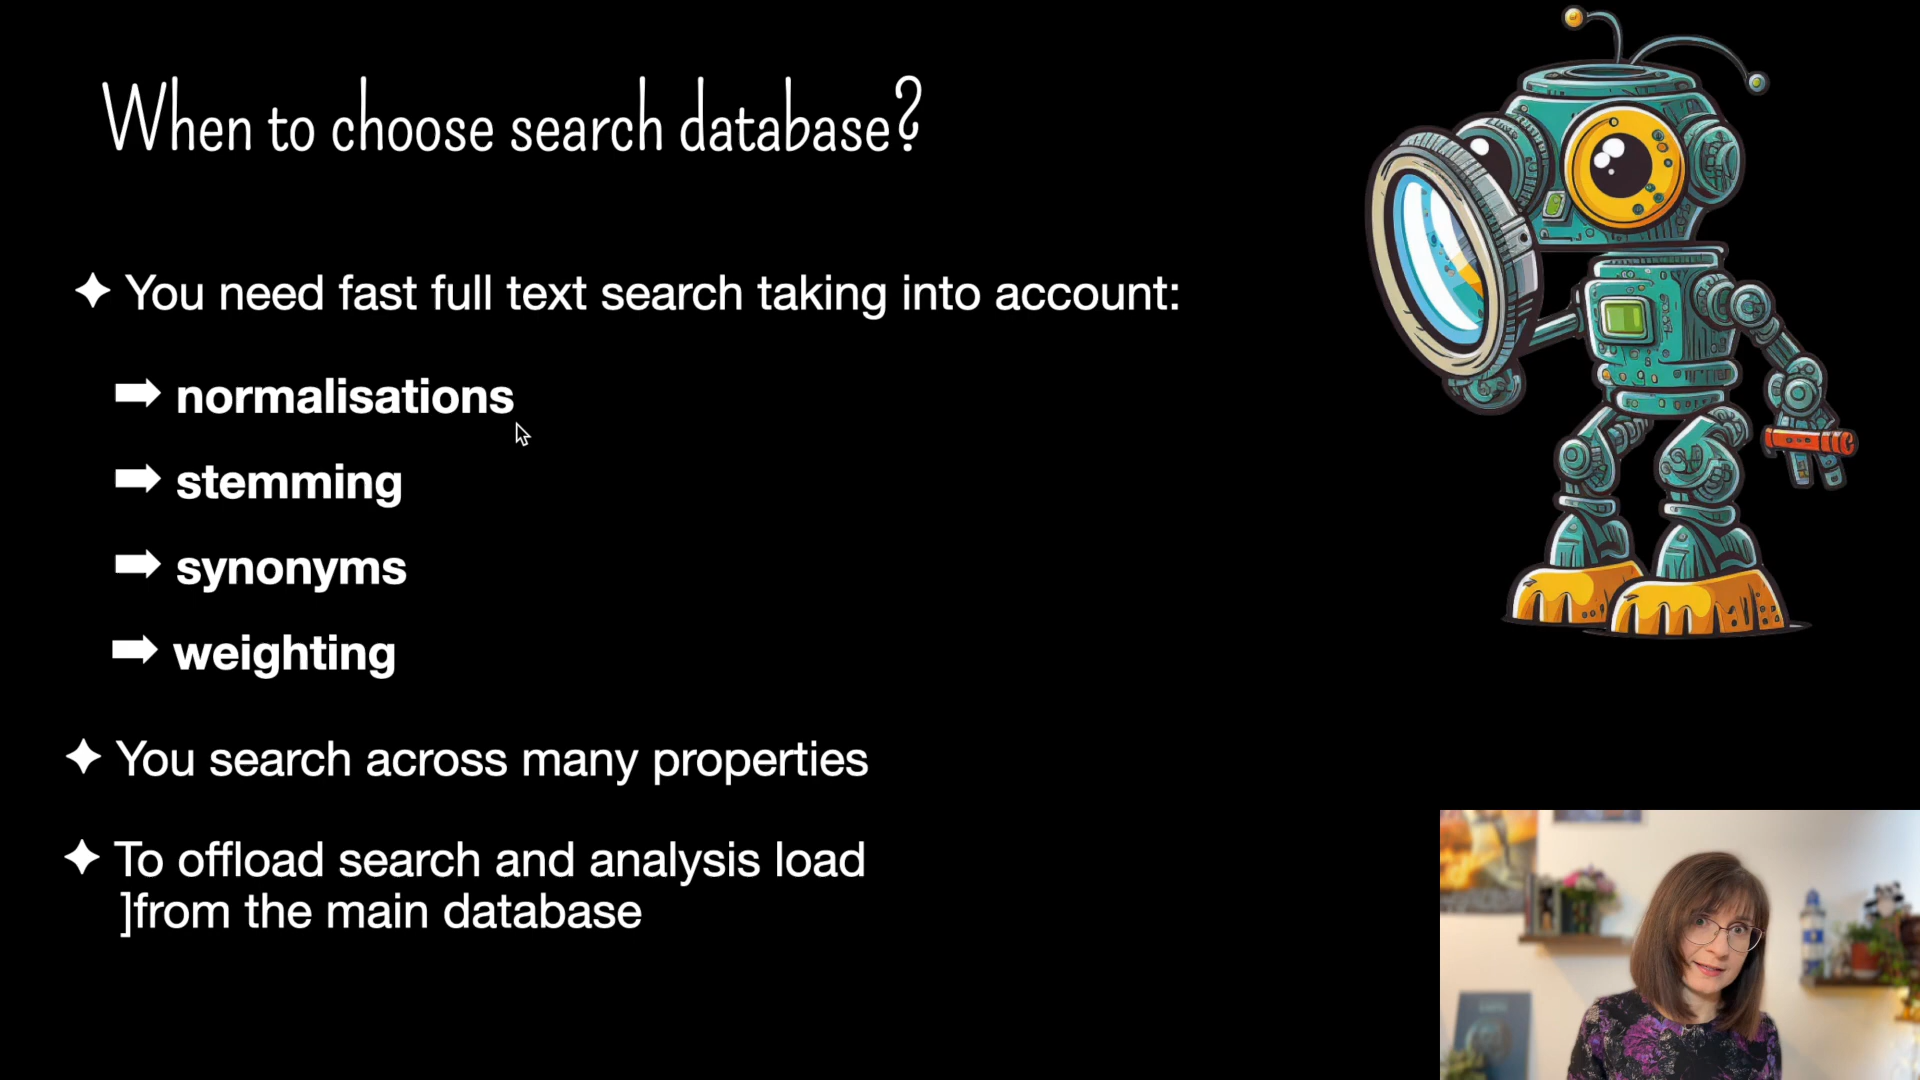 When to choose search database?
✦ You need fast full text search taking into account:
➡ normalisations
➡ stemming
➡ synonyms
➡ weighting
✦ You search across many properties
✦ To offload search and analysis load
]from the main database